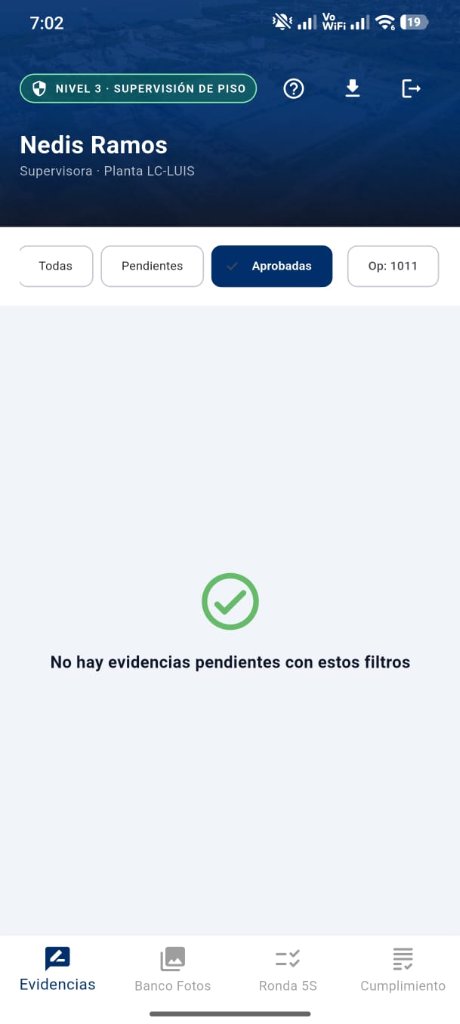 7:02
Vo
WiFi
6
19
NIVEL 3 · SUPERVISIÓN DE PISO
Nedis Ramos
Supervisora · Planta LC-LUIS
Todas
Pendientes
Aprobadas
Op: 1011
No hay evidencias pendientes con estos filtros
Evidencias
Banco Fotos
Ronda 5S
Cumplimiento